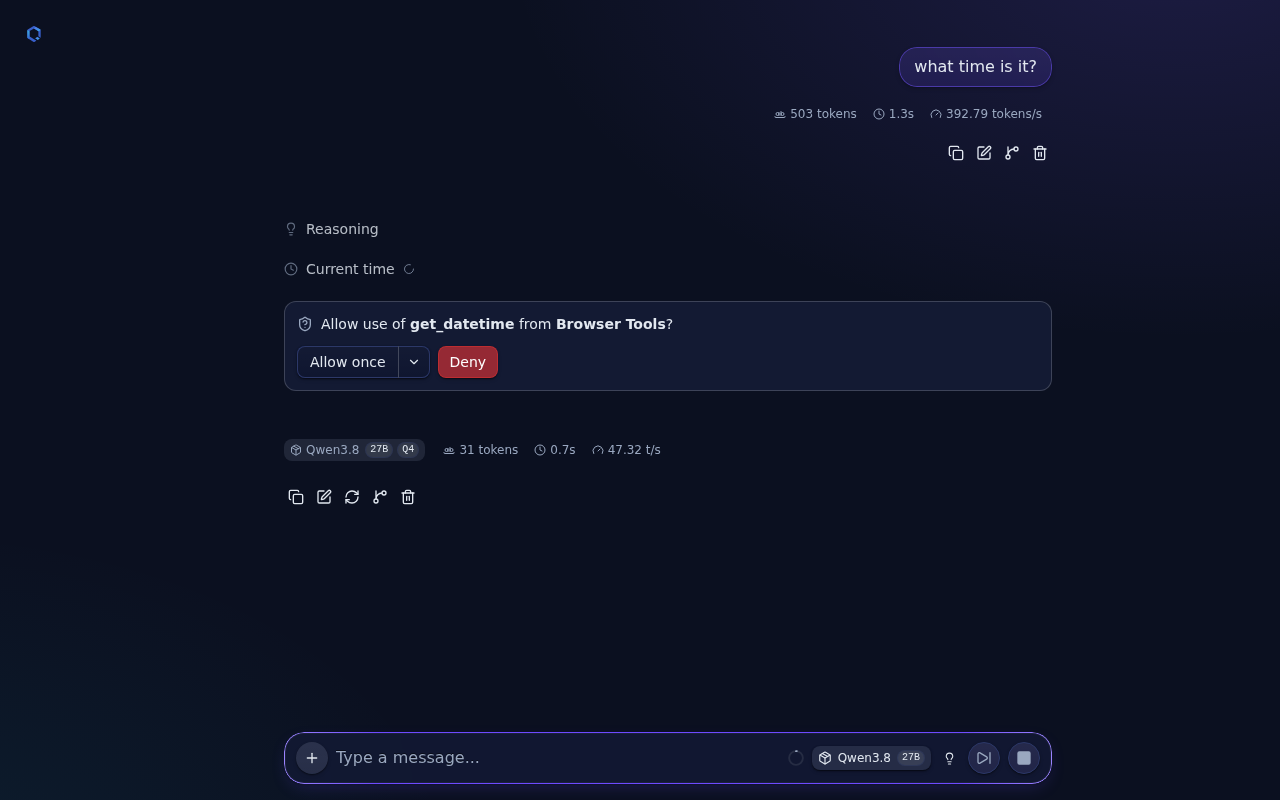 what time is it?
503 tokens 1.3s 392.79 tokens/s
Reasoning
Current time
Allow use of get_datetime from Browser Tools?
Allow once Deny
Qwen3.8 27B Q4 31 tokens 0.7s 47.32 t/s
Type a message... Qwen3.8 27B